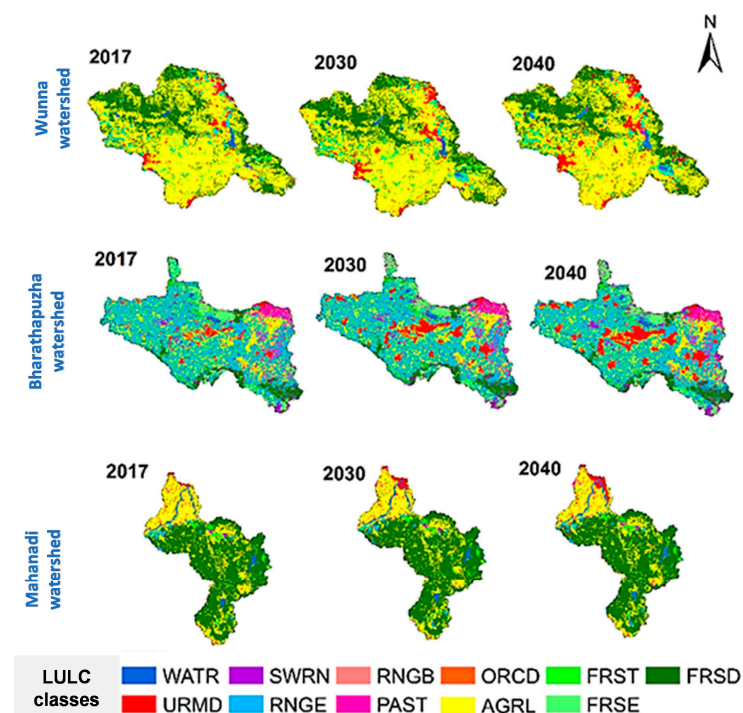 N
2017 2030 2040
Wunna
watershed
2017 2030 2040
Bharathapuzha
watershed
2017 2030 2040
Mahanadi
watershed
LULC
classes
WATR SWRN RNGB ORCD FRST FRSD
URMD RNGE PAST AGRL FRSE